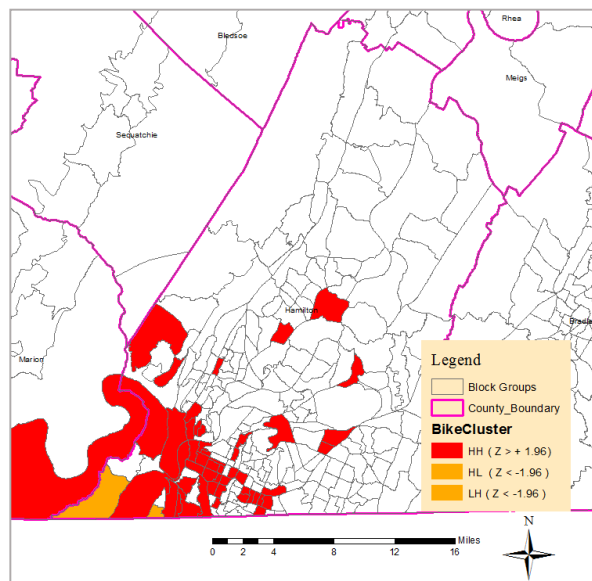 Rhea
Bledsoe
Meigs
Sequatchie
Hamilton
Marion
Legend
Block Groups
County_Boundary
BikeCluster
HH ( Z > + 1.96 )
HL ( Z < -1.96 )
LH ( Z < -1.96 )
Miles
0 2 4 8 12 16
N